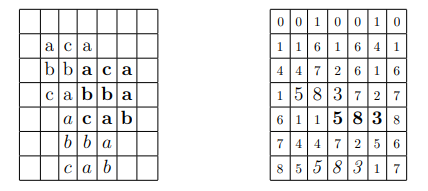 a c a
b b a c a
c a b b a
a c a b
b b a
c a b
0 0 1 0 0 1 0
1 1 6 1 6 4 1
4 4 7 2 6 1 6
1 5 8 3 7 2 7
6 1 1 5 8 3 8
7 4 4 7 2 5 6
8 5 5 8 3 1 7